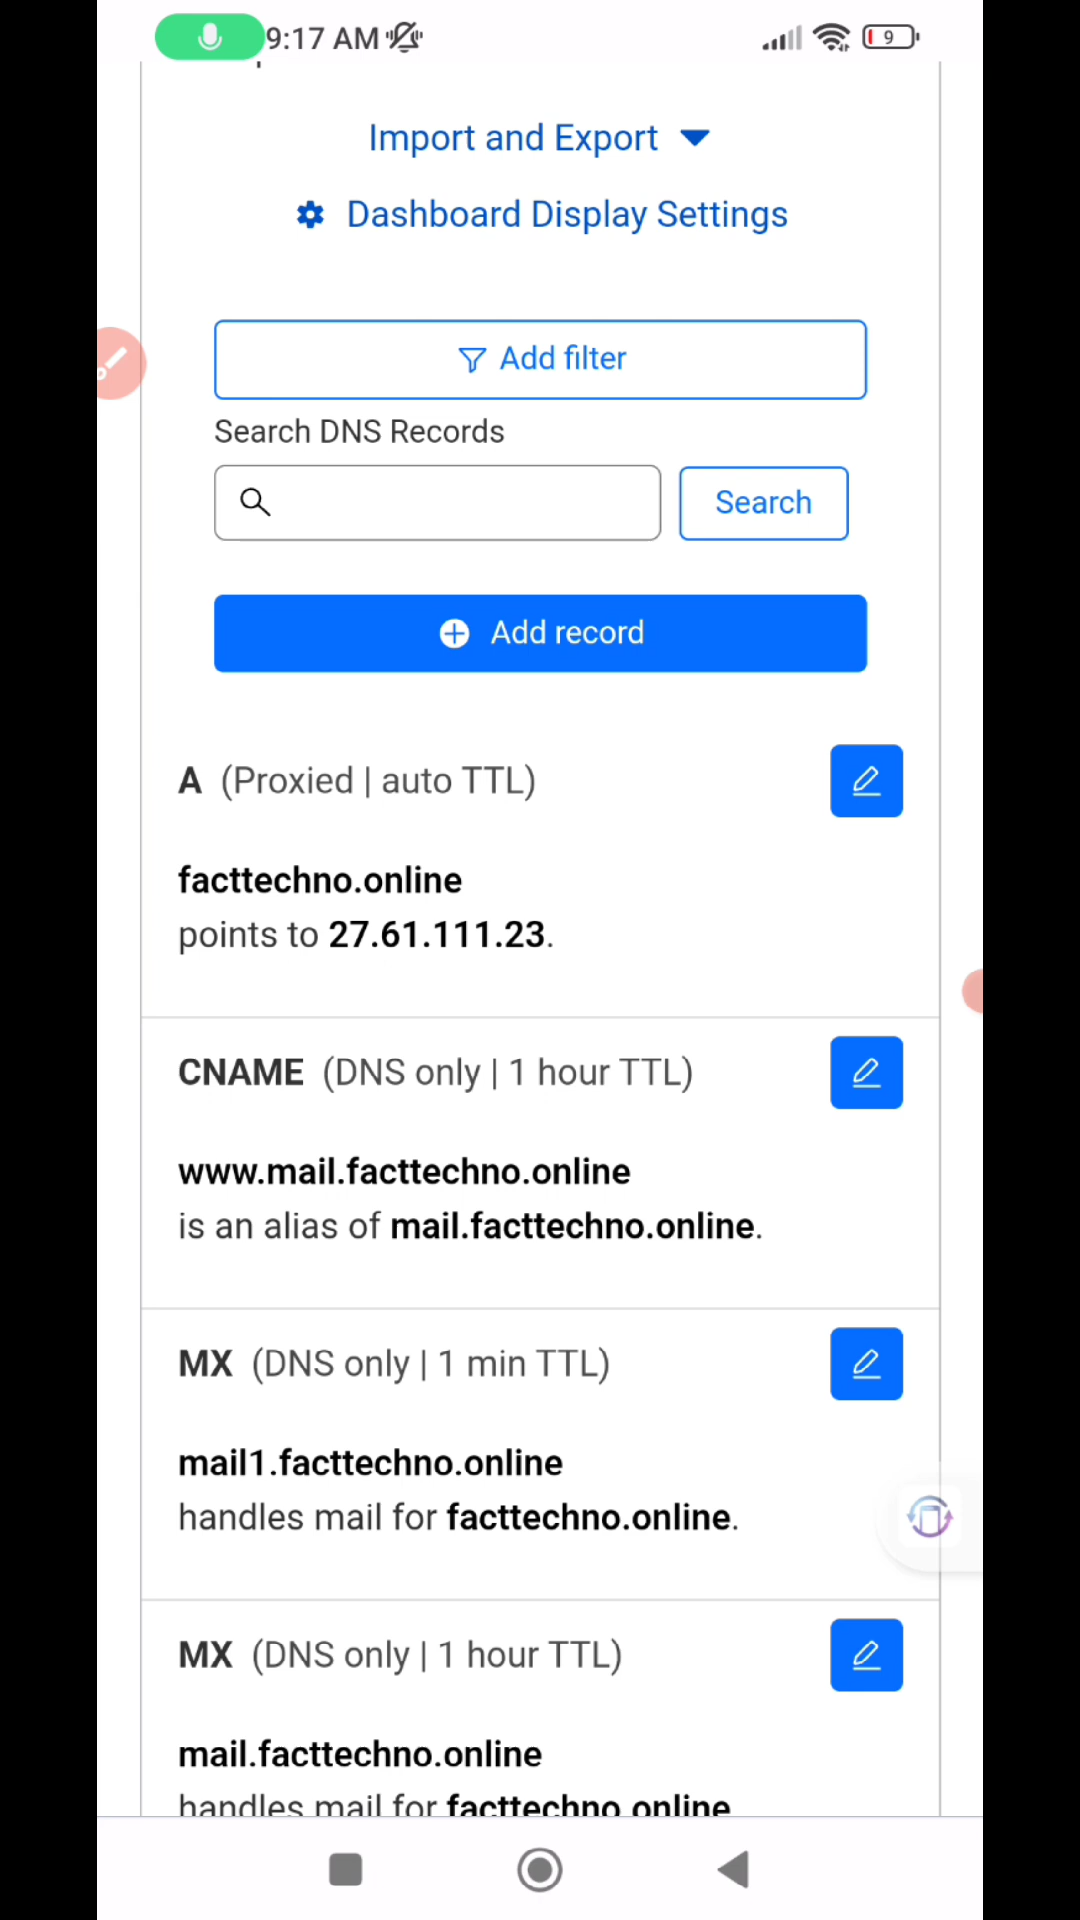 9:17 AM
9
Import and Export
Dashboard Display Settings
Add filter
Search DNS Records
Search
Add record
A (Proxied | auto TTL)
facttechno.online
points to 27.61.111.23.
CNAME (DNS only | 1 hour TTL)
www.mail.facttechno.online
is an alias of mail.facttechno.online.
MX (DNS only | 1 min TTL)
mail1.facttechno.online
handles mail for facttechno.online.
MX (DNS only | 1 hour TTL)
mail.facttechno.online
handles mail for facttechno.online